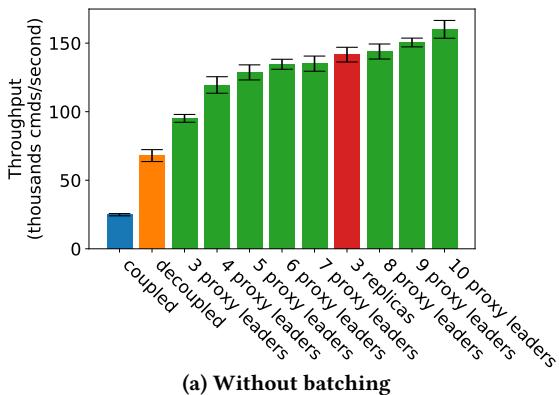 Throughput
(thousands cmds/second)
150
100
50
0
coupled
decoupled
3 proxy leaders
4 proxy leaders
5 proxy leaders
6 proxy leaders
7 proxy leaders
3 replicas
8 proxy leaders
9 proxy leaders
10 proxy leaders
(a) Without batching